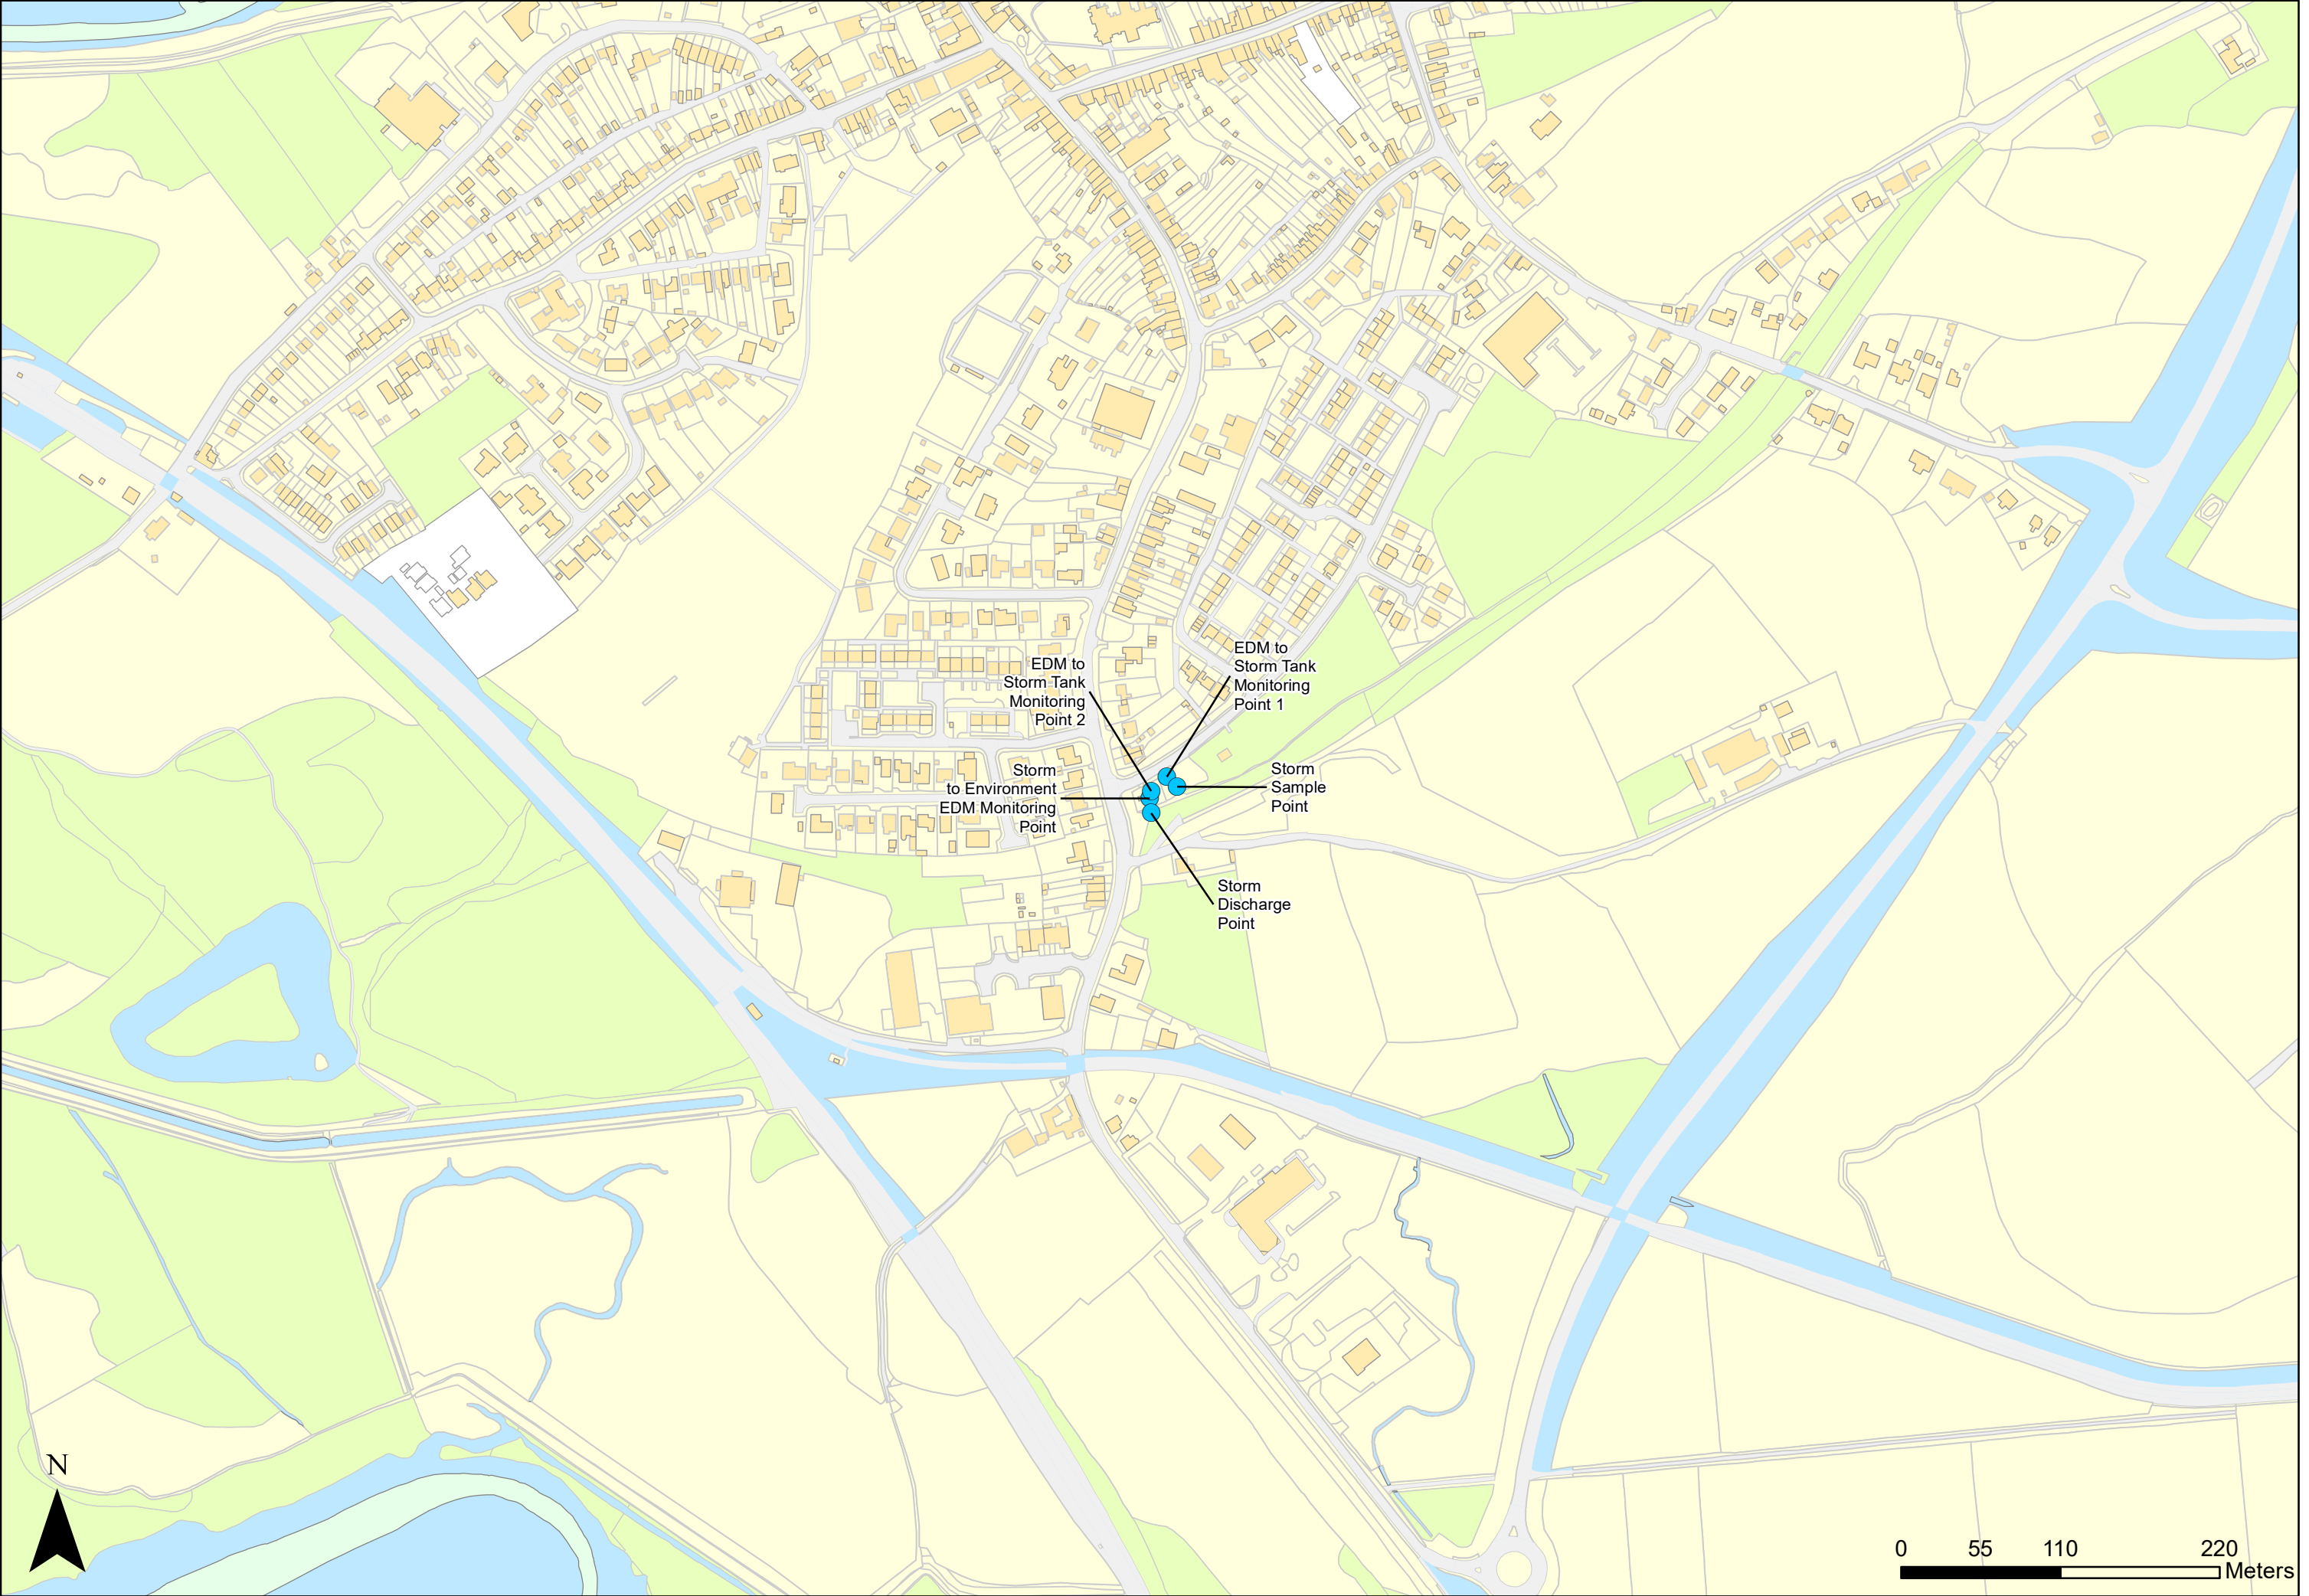 EDM to
Storm Tank
Monitoring
Point 1
EDM to
Storm Tank
Monitoring
Point 2
Storm
to Environment
EDM Monitoring
Point
Storm
Sample
Point
Storm
Discharge
Point
N
0 55 110 220
Meters